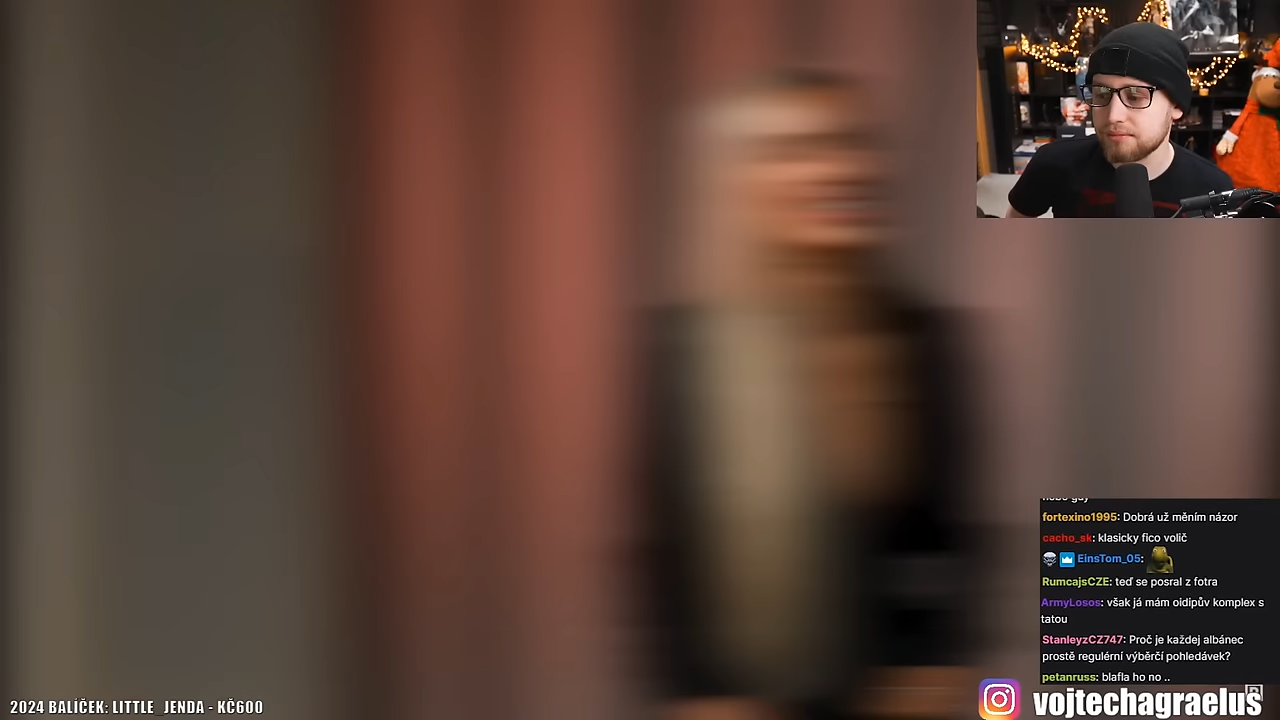 fortexino1995: Dobrá už měním názor
cacho_sk: klasicky fico volič
EinsTom_05:
RumcajsCZE: teď se posral z fotra
ArmyLosos: však já mám oidipův komplex s
tatou
StanleyzCZ747: Proč je každej albánec
prostě regulérní výběrčí pohledávek?
petanruss: blafla ho no ..
2024 BALÍČEK: LITTLE_JENDA - KČ600
vojtechagraelus